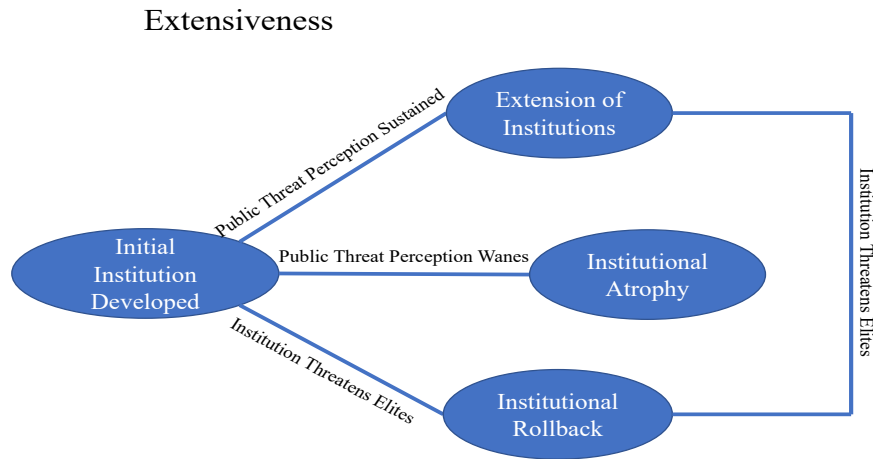 Extensiveness
Public Threat Perception Sustained
Extension of
Institutions
Initial
Institution
Developed
Public Threat Perception Wanes
Institutional
Atrophy
Institution Threatens Elites
Institution Threatens Elites
Institutional
Rollback